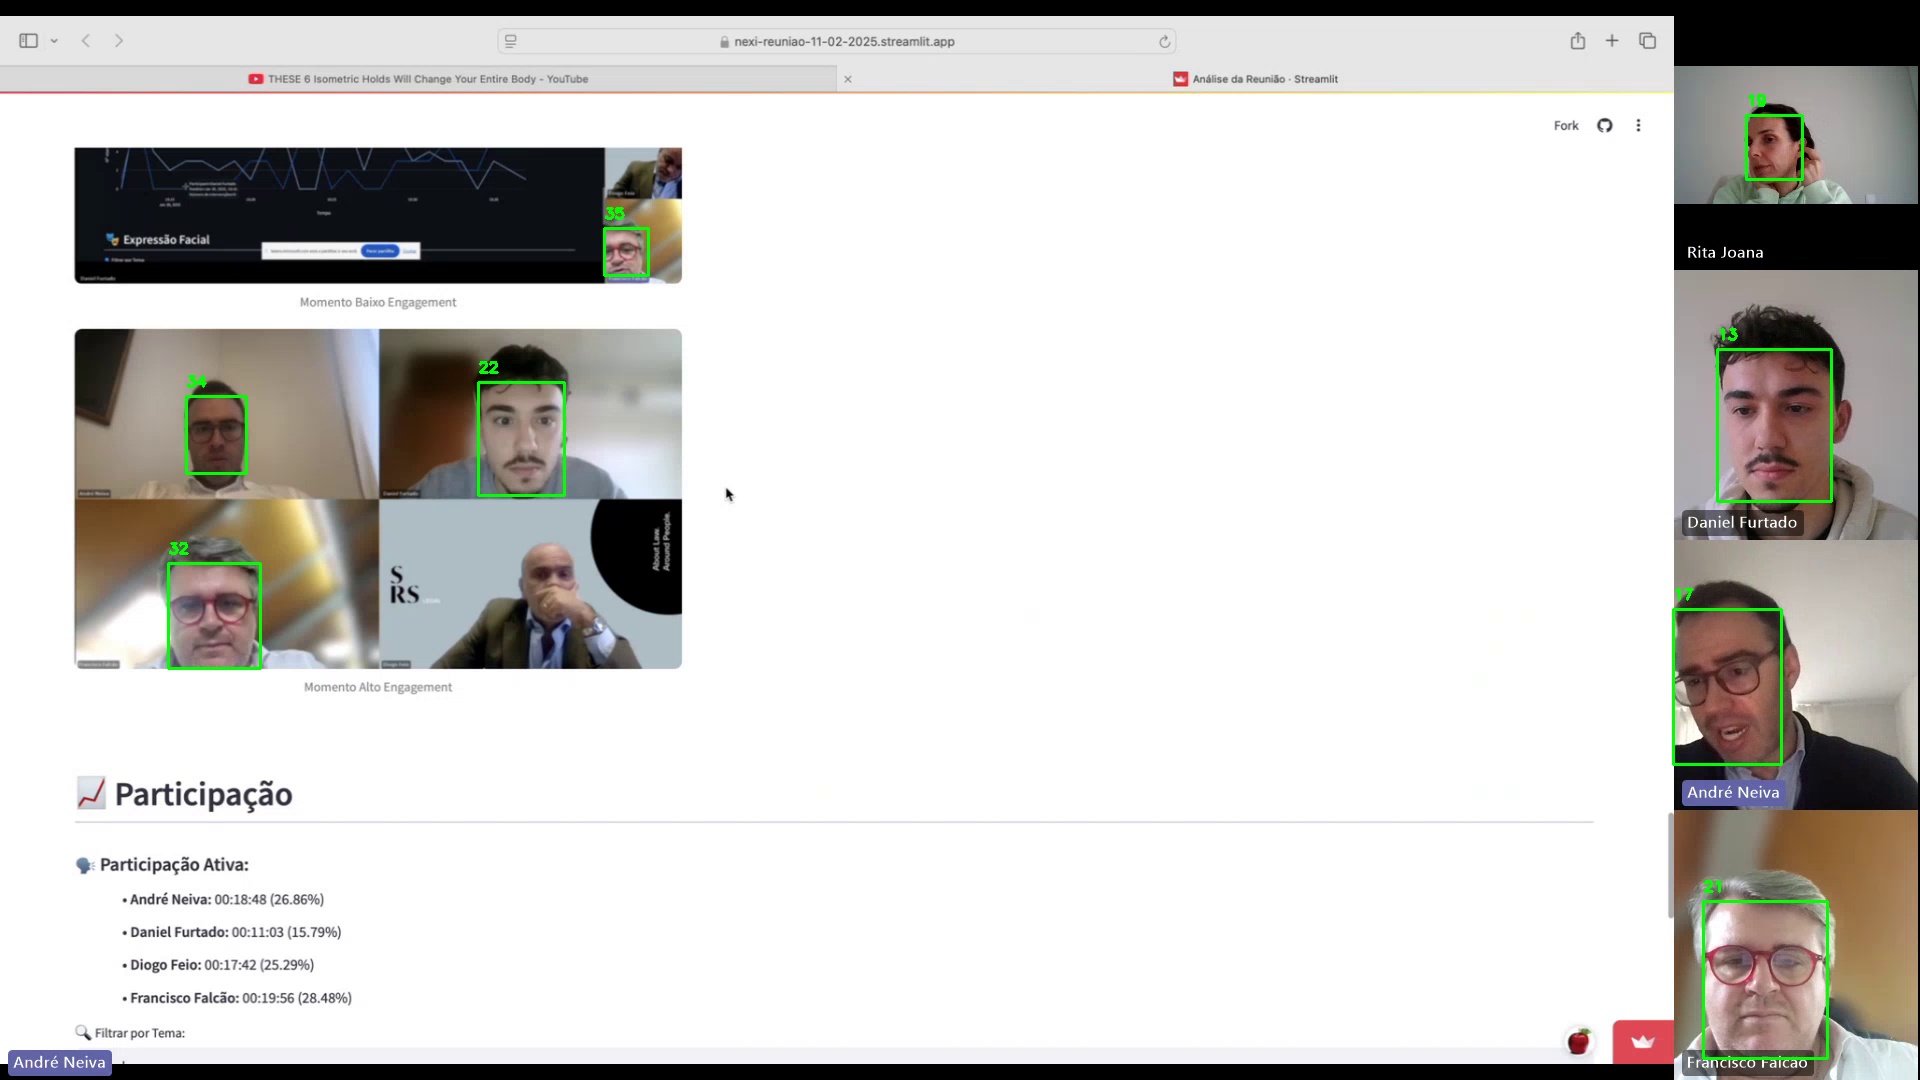 nexi-reuniao-11-02-2025.streamlit.app
THESE 6 Isometric Holds Will Change Your Entire Body - YouTube
Análise da Reunião · Streamlit
Fork
Expressão Facial
35
Momento Baixo Engagement
34
22
32
About Law.
Around People.
S
RS
Momento Alto Engagement
Participação
Participação Ativa:
• André Neiva: 00:18:48 (26.86%)
• Daniel Furtado: 00:11:03 (15.79%)
• Diogo Feio: 00:17:42 (25.29%)
• Francisco Falcão: 00:19:56 (28.48%)
Filtrar por Tema:
André Neiva
19
Rita Joana
13
Daniel Furtado
17
André Neiva
21
Francisco Falcão